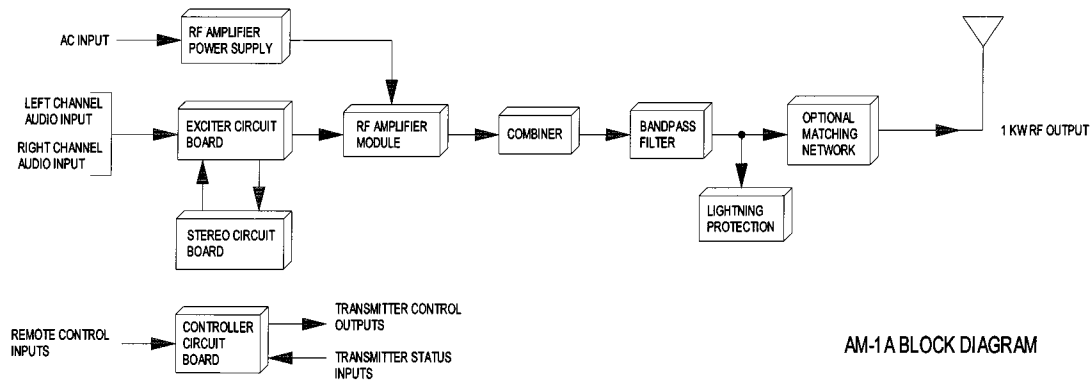 AC INPUT
RF AMPLIFIER
POWER SUPPLY
LEFT CHANNEL
AUDIO INPUT
RIGHT CHANNEL
AUDIO INPUT
EXCITER CIRCUIT
BOARD
RF AMPLIFIER
MODULE
COMBINER
BANDPASS
FILTER
OPTIONAL
MATCHING
NETWORK
1 KW RF OUTPUT
LIGHTNING
PROTECTION
STEREO CIRCUIT
BOARD
REMOTE CONTROL
INPUTS
CONTROLLER
CIRCUIT
BOARD
TRANSMITTER CONTROL
OUTPUTS
TRANSMITTER STATUS
INPUTS
AM-1A BLOCK DIAGRAM